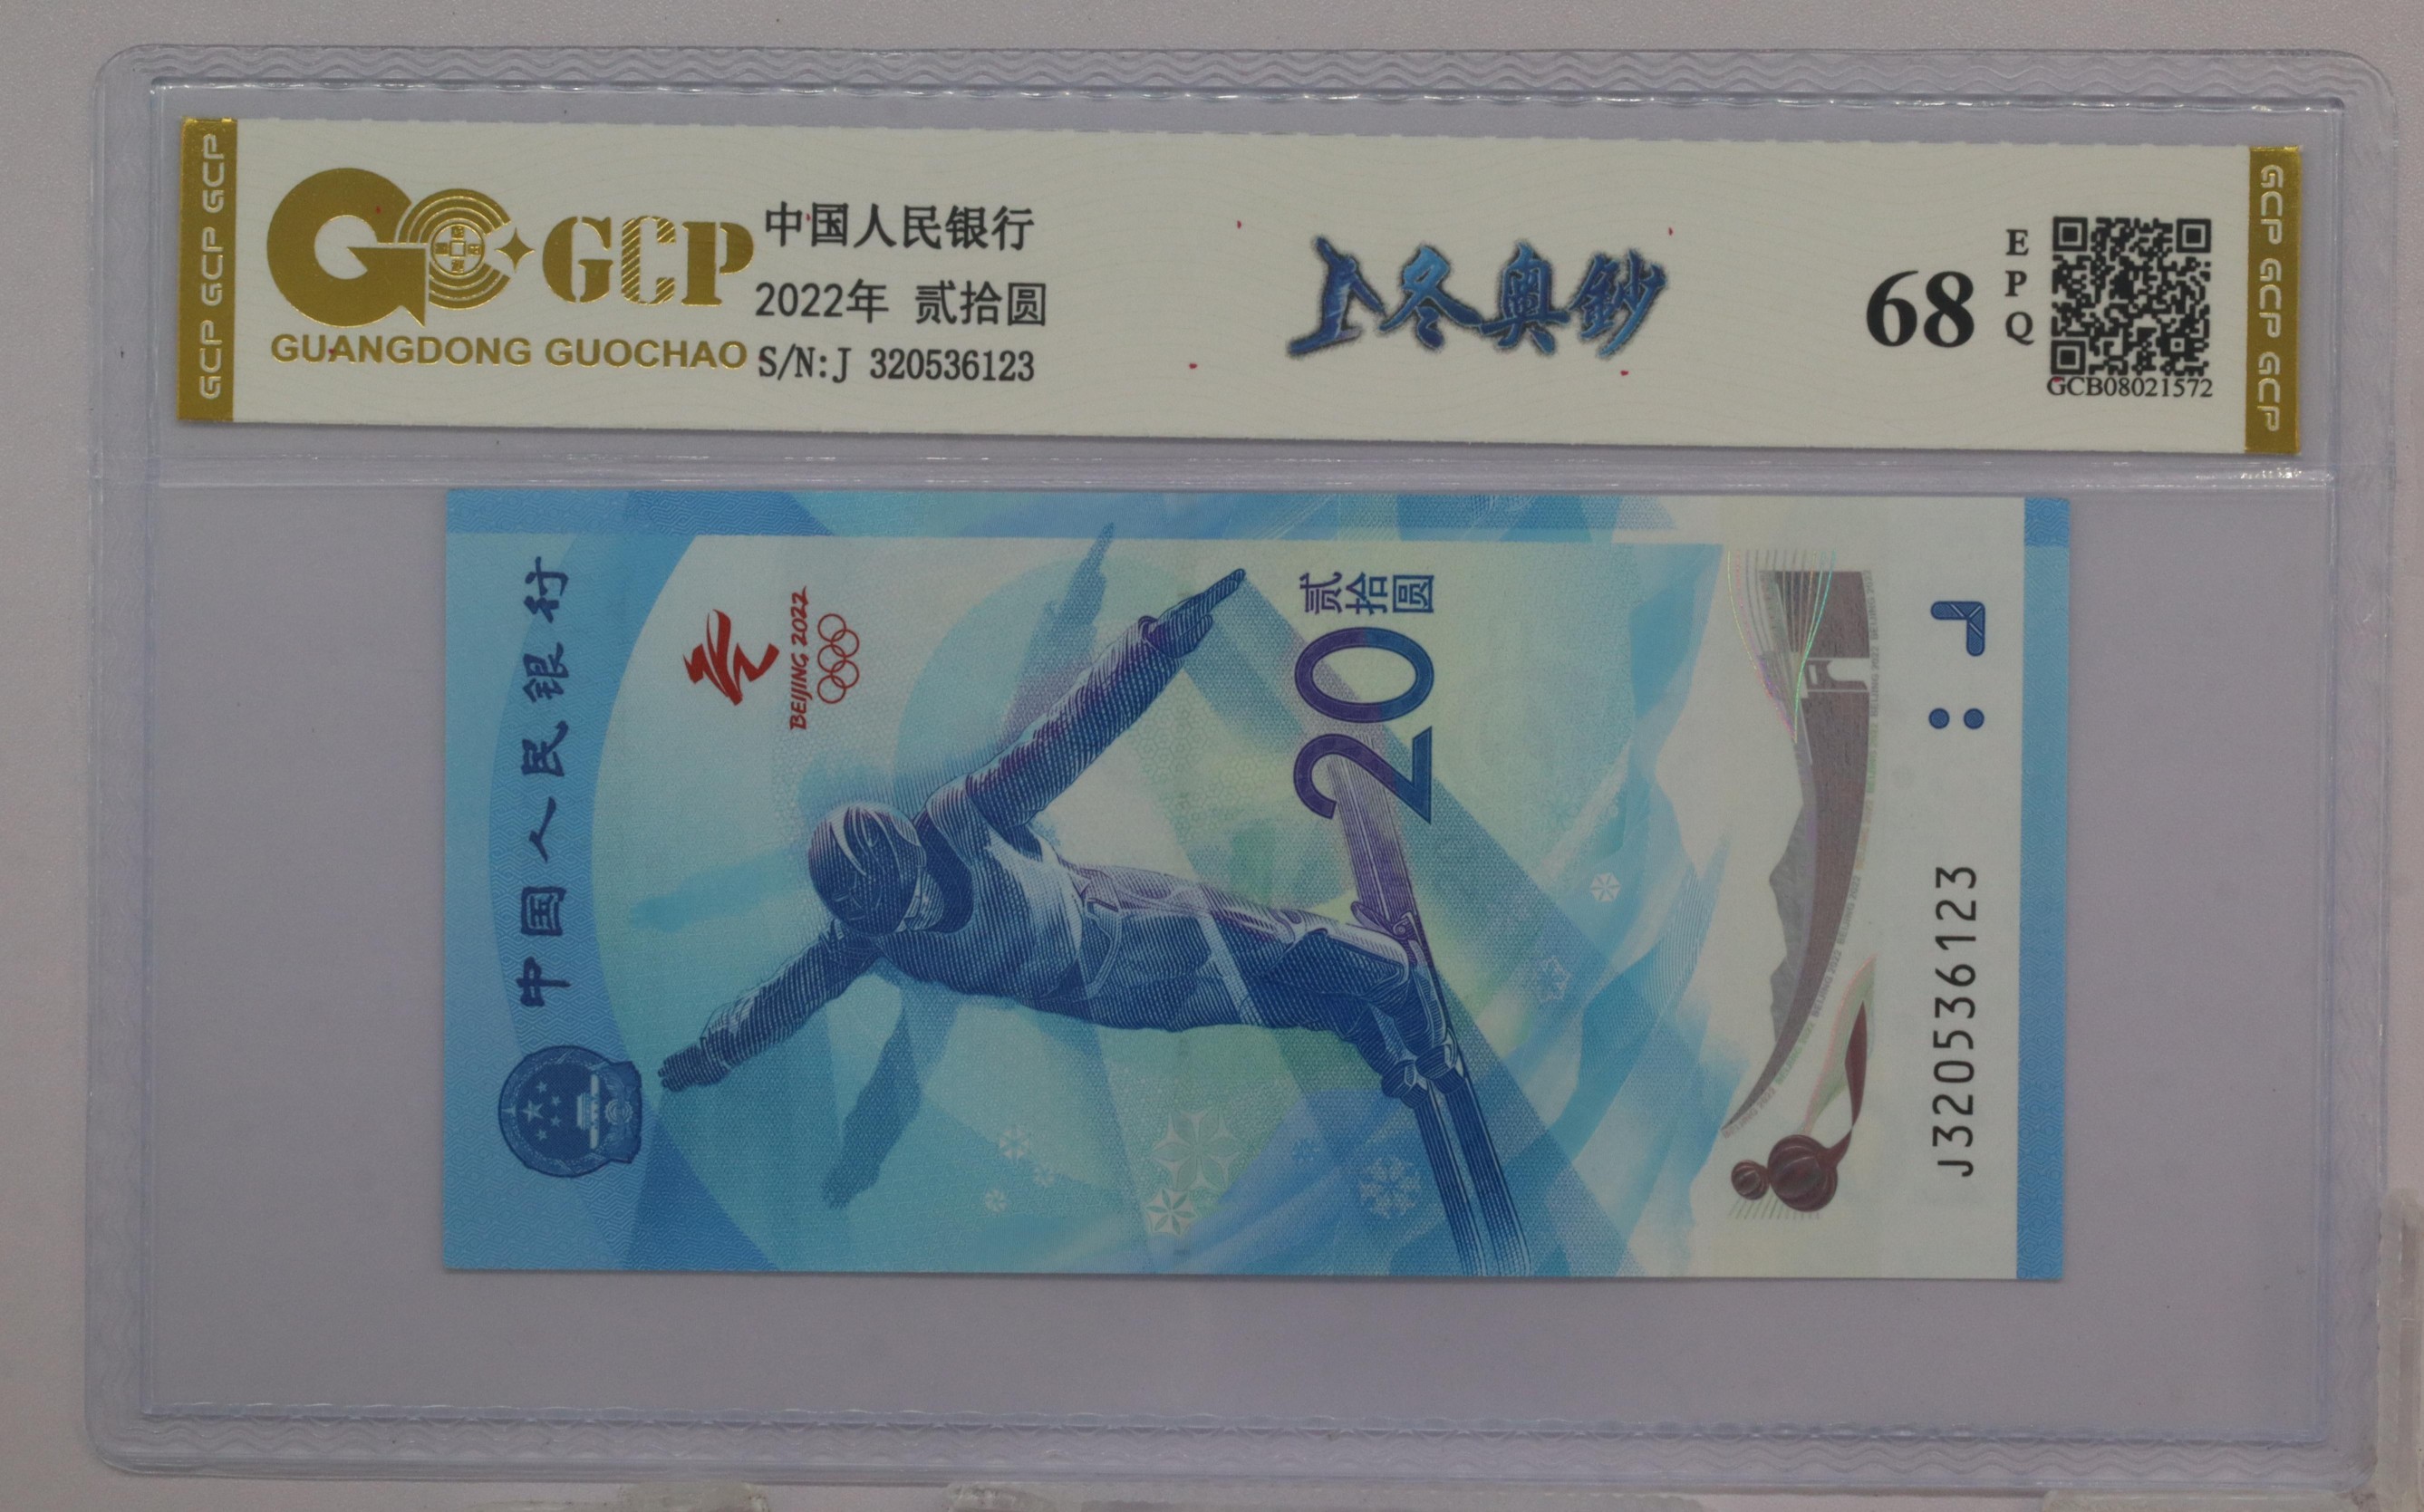 GCP GCP GCP
GCP
GUANGDONG GUOCHAO
中国人民银行
2022年 贰拾圆
S/N:J 320536123
冬奥鈔
68
EPQ
GCB08021572
GCP GCP GCP
中国人民银行
BEIJING 2022
贰拾圆
20
J320536123